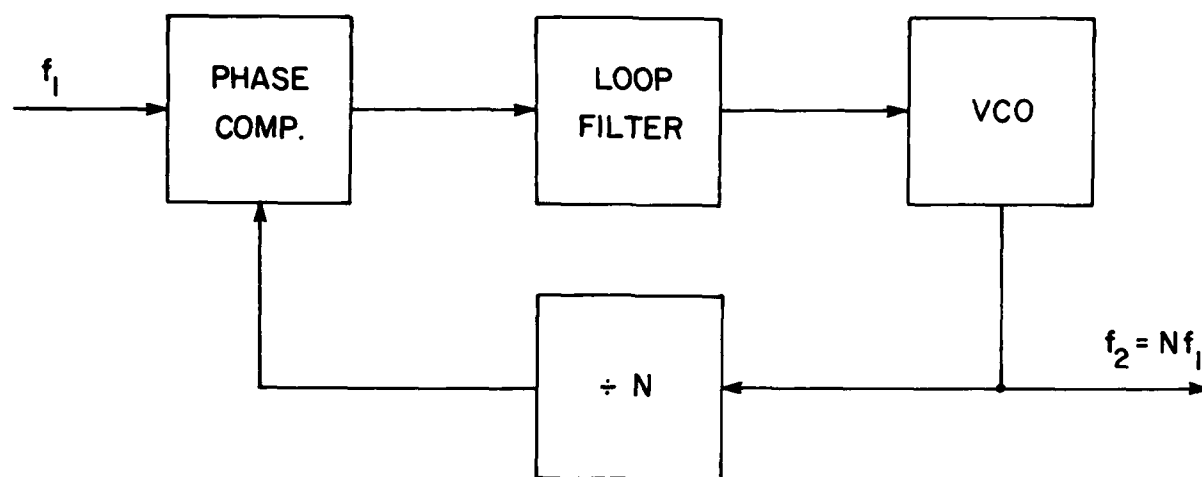 f₁
PHASE
COMP.
LOOP
FILTER
VCO
÷ N
f₂ = Nf₁